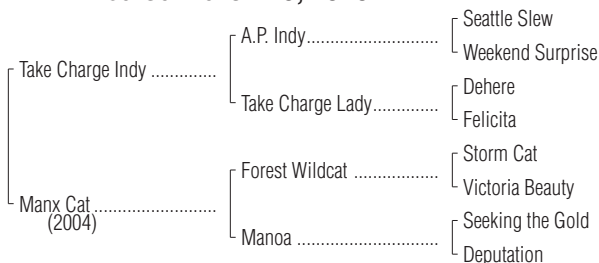 Seattle Slew
A.P. Indy
Weekend Surprise
Take Charge Indy
Dehere
Take Charge Lady
Felicita
Storm Cat
Forest Wildcat
Victoria Beauty
Manx Cat
(2004)
Seeking the Gold
Manoa
Deputation